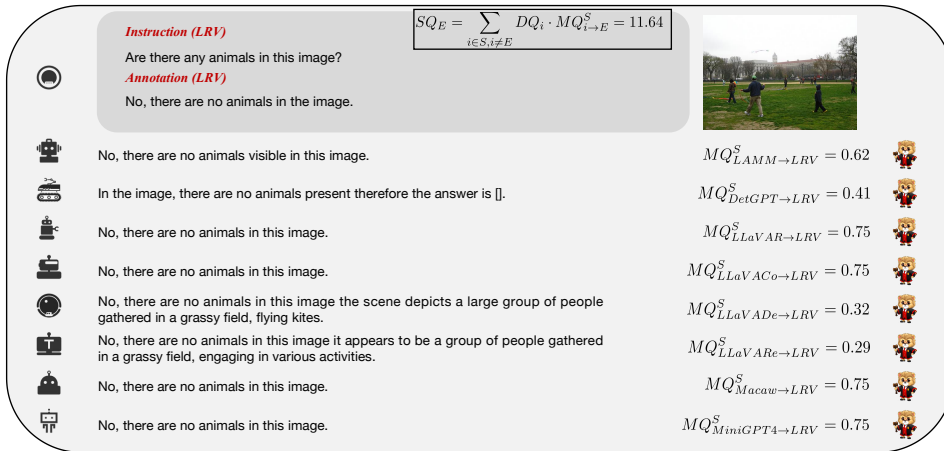 Instruction (LRV)
SQ_E = \sum_{i \in S, i \neq E} DQ_i \cdot MQ^S_{i \to E} = 11.64
Are there any animals in this image?
Annotation (LRV)
No, there are no animals in the image.
No, there are no animals visible in this image. MQ^S_{LAMM→LRV} = 0.62
In the image, there are no animals present therefore the answer is []. MQ^S_{DetGPT→LRV} = 0.41
No, there are no animals in this image. MQ^S_{LLaVAR→LRV} = 0.75
No, there are no animals in this image. MQ^S_{LLaVACo→LRV} = 0.75
No, there are no animals in this image the scene depicts a large group of people
gathered in a grassy field, flying kites. MQ^S_{LLaVADe→LRV} = 0.32
No, there are no animals in this image it appears to be a group of people gathered
in a grassy field, engaging in various activities. MQ^S_{LLaVARe→LRV} = 0.29
No, there are no animals in this image. MQ^S_{Macaw→LRV} = 0.75
T
No, there are no animals in this image. MQ^S_{MiniGPT4→LRV} = 0.75